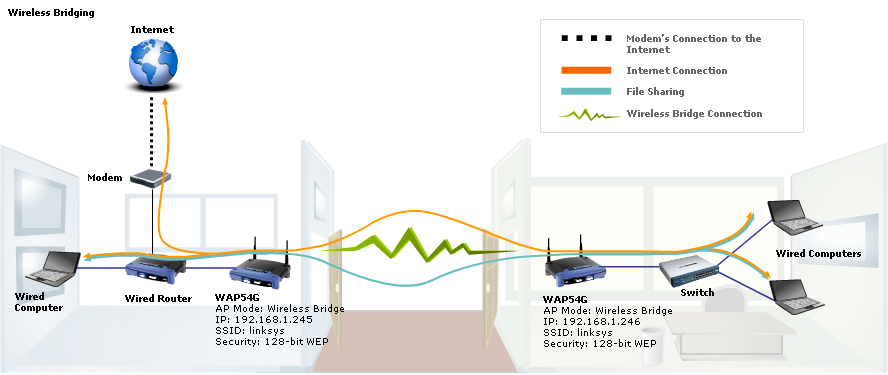 Wireless Bridging
Internet
Modem's Connection to the
Internet
Internet Connection
File Sharing
Wireless Bridge Connection
Modem
Wired
Computer
Wired Router
WAP54G
AP Mode: Wireless Bridge
IP: 192.168.1.245
SSID: linksys
Security: 128-bit WEP
WAP54G
AP Mode: Wireless Bridge
IP: 192.168.1.246
SSID: linksys
Security: 128-bit WEP
Switch
Wired Computers